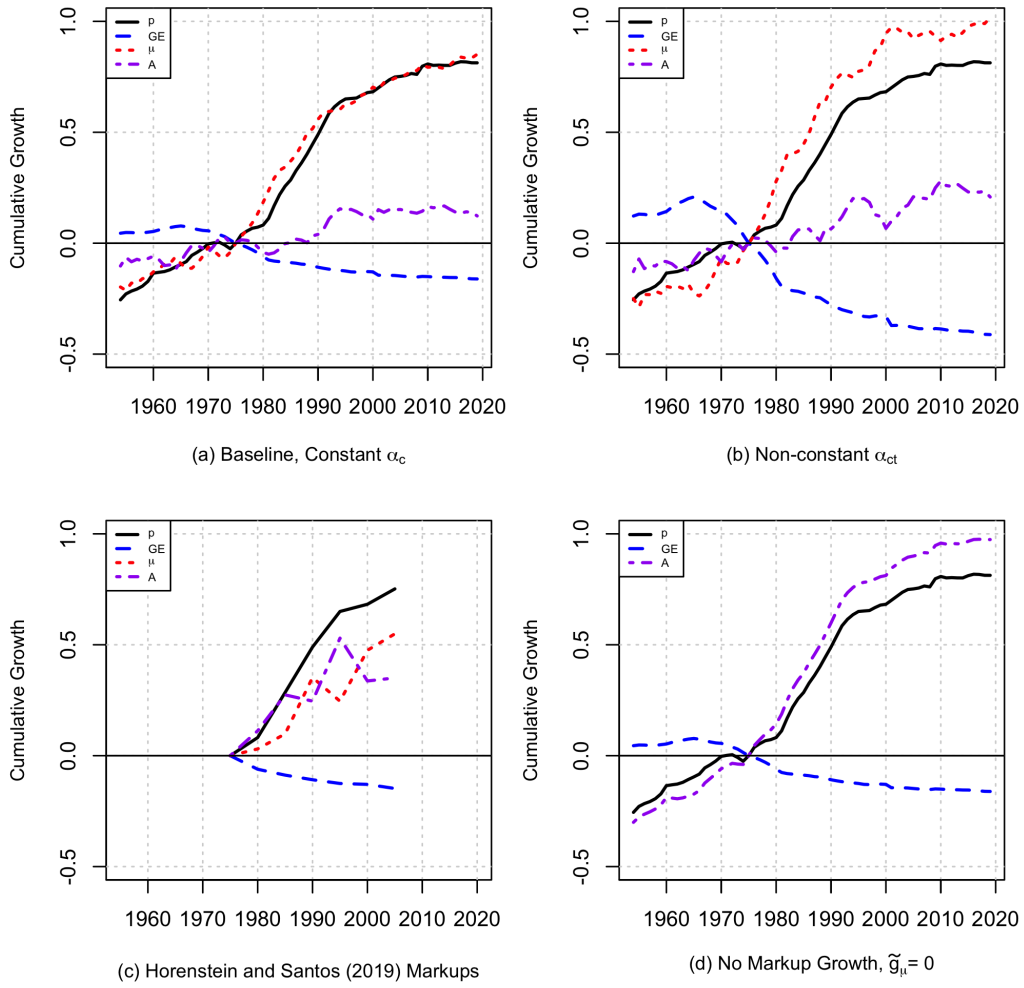 1.0
0.5
0.0
-0.5
Cumulative Growth
p
GE
μ
A
1960 1970 1980 1990 2000 2010 2020
(a) Baseline, Constant αc
1.0
0.5
0.0
-0.5
Cumulative Growth
p
GE
μ
A
1960 1970 1980 1990 2000 2010 2020
(b) Non-constant αct
1.0
0.5
0.0
-0.5
Cumulative Growth
p
GE
μ
A
1960 1970 1980 1990 2000 2010 2020
(c) Horenstein and Santos (2019) Markups
1.0
0.5
0.0
-0.5
Cumulative Growth
p
GE
A
1960 1970 1980 1990 2000 2010 2020
(d) No Markup Growth, g̃μ= 0